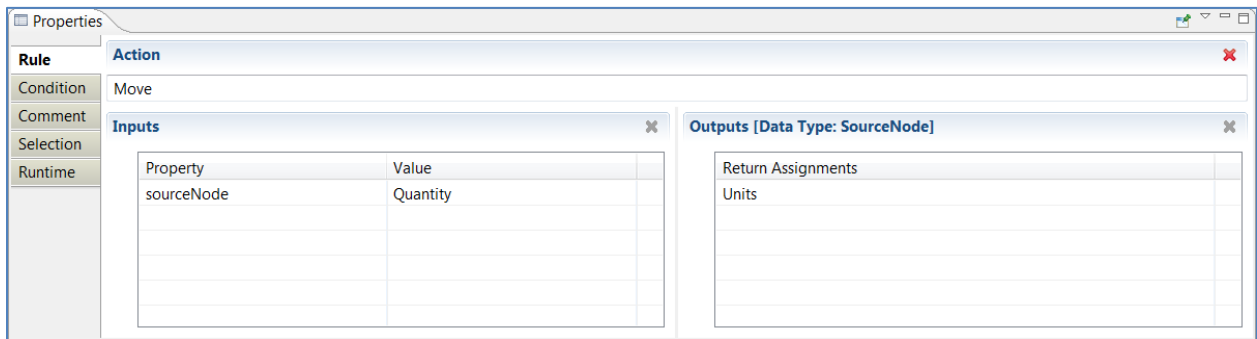 Properties
Rule
Condition
Comment
Selection
Runtime
Action
Move
Inputs
Property Value
sourceNode Quantity
Outputs [Data Type: SourceNode]
Return Assignments
Units